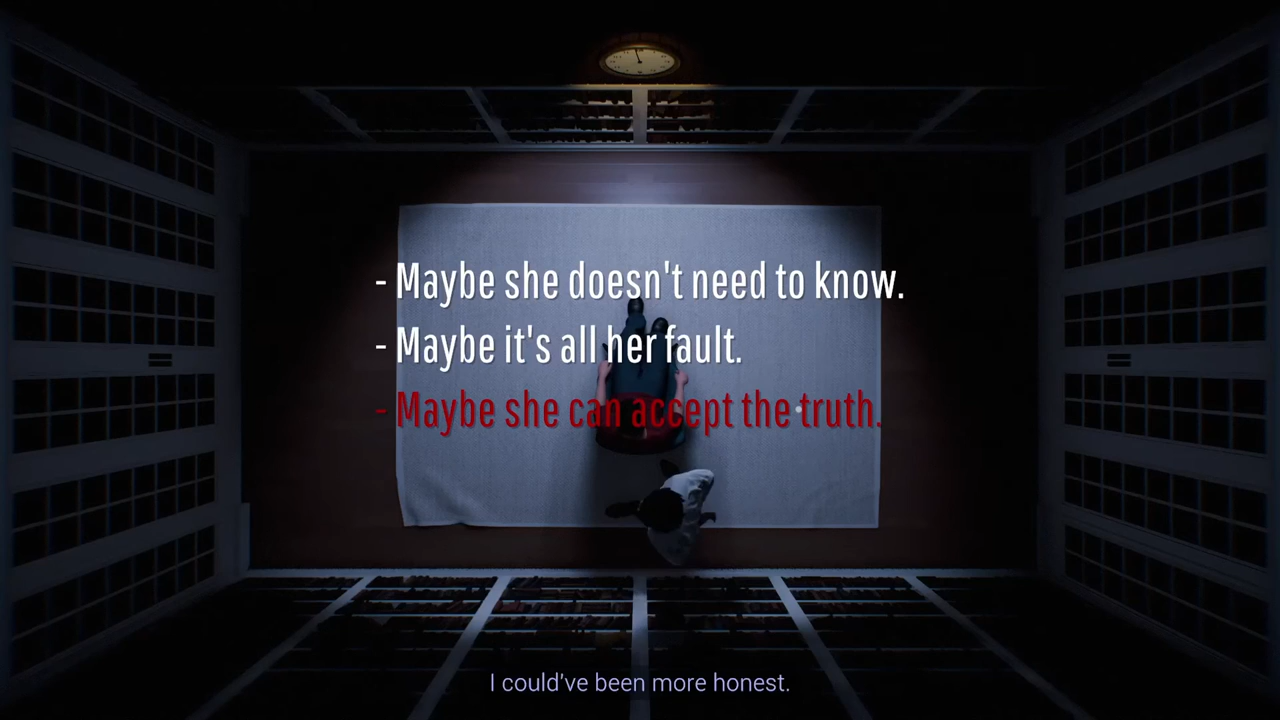 - Maybe she doesn't need to know.
- Maybe it's all her fault.
- Maybe she can accept the truth.
I could've been more honest.